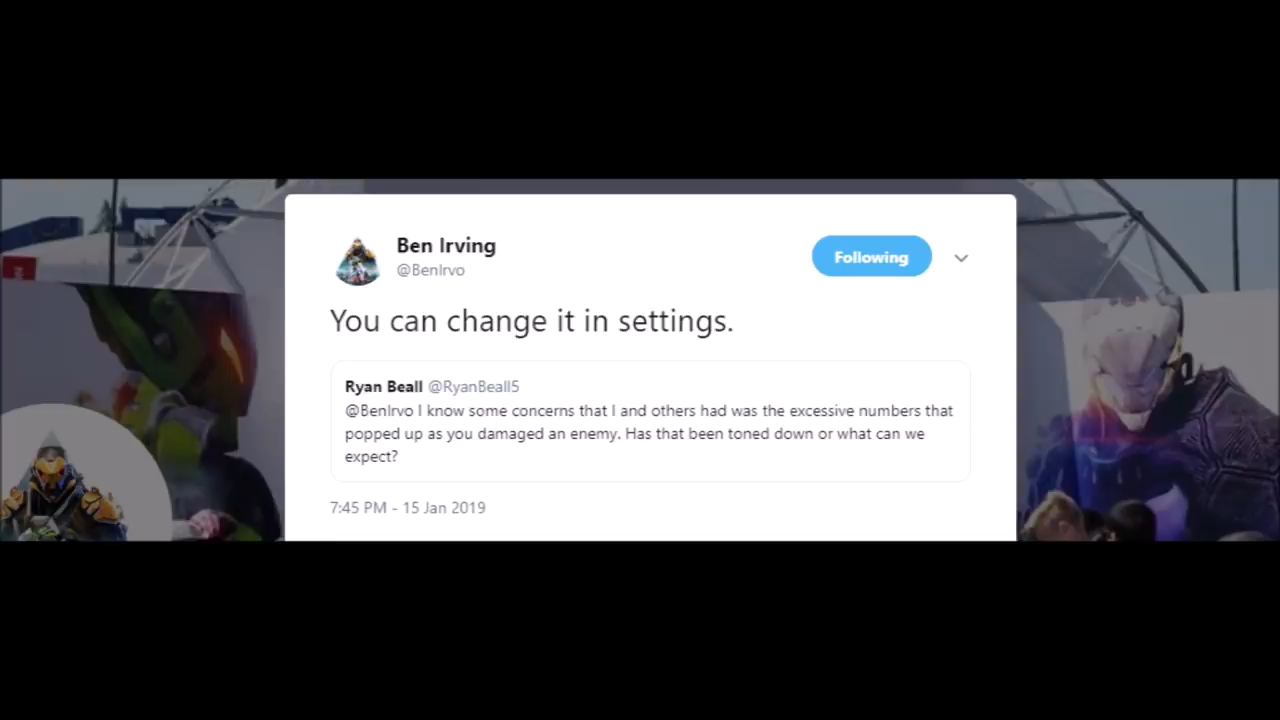 Ben Irving
@BenIrvo
Following
You can change it in settings.
Ryan Beall @RyanBeall5
@BenIrvo I know some concerns that I and others had was the excessive numbers that
popped up as you damaged an enemy. Has that been toned down or what can we
expect?
7:45 PM - 15 Jan 2019